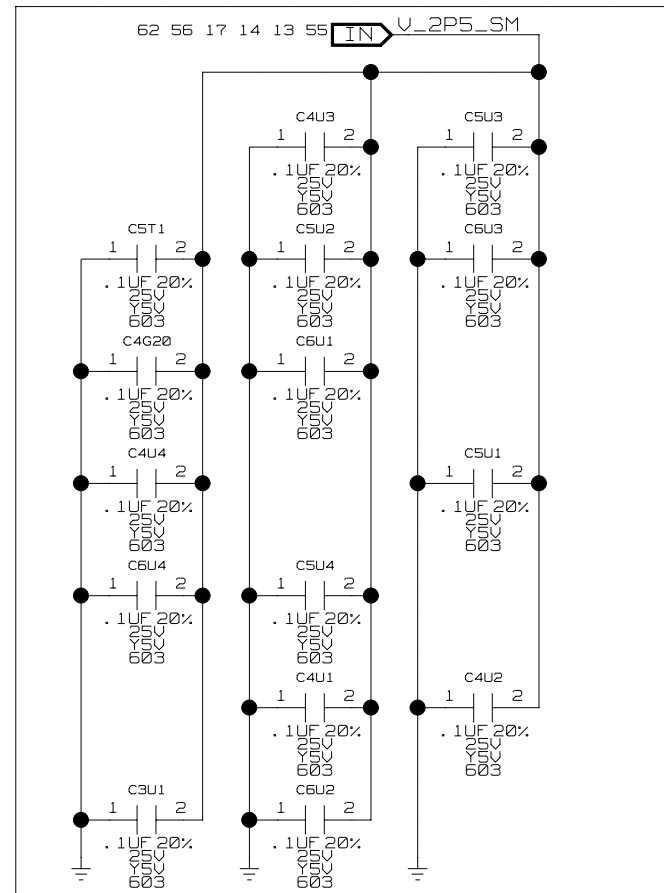 62 56 17 14 13 55 IN V_2P5_SM
C4U3
1 2
.1UF 20%
25V
Y5V
603
C5U3
1 2
.1UF 20%
25V
Y5V
603
C5T1
1 2
.1UF 20%
25V
Y5V
603
C5U2
1 2
.1UF 20%
25V
Y5V
603
C6U3
1 2
.1UF 20%
25V
Y5V
603
C4G20
1 2
.1UF 20%
25V
Y5V
603
C6U1
1 2
.1UF 20%
25V
Y5V
603
C4U4
1 2
.1UF 20%
25V
Y5V
603
C5U1
1 2
.1UF 20%
25V
Y5V
603
C6U4
1 2
.1UF 20%
25V
Y5V
603
C5U4
1 2
.1UF 20%
25V
Y5V
603
C4U1
1 2
.1UF 20%
25V
Y5V
603
C4U2
1 2
.1UF 20%
25V
Y5V
603
C3U1
1 2
.1UF 20%
25V
Y5V
603
C6U2
1 2
.1UF 20%
25V
Y5V
603